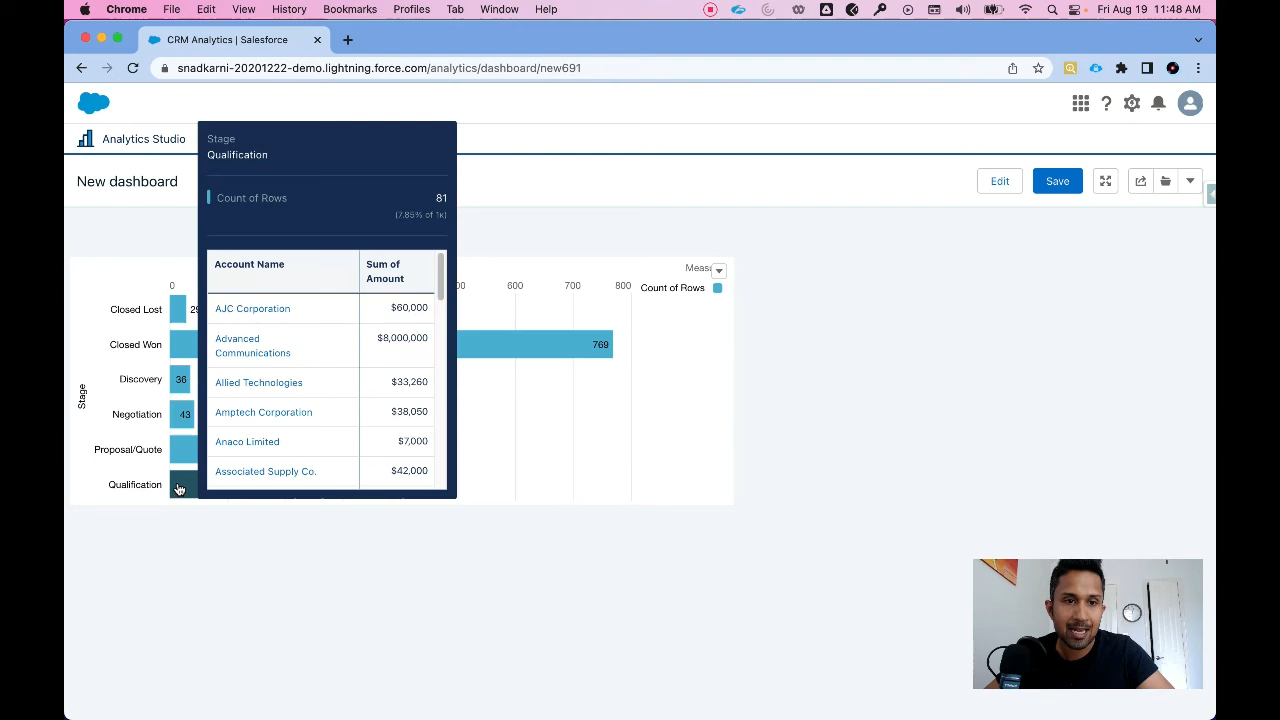 Chrome File Edit View History Bookmarks Profiles Tab Window Help Fri Aug 19 11:48 AM
CRM Analytics | Salesforce
snadkarni-20201222-demo.lightning.force.com/analytics/dashboard/new691
Analytics Studio
New dashboard
Edit
Save
Stage
Qualification
Count of Rows 81
(7.85% of 1K)
Account Name
Sum of Amount
AJC Corporation $60,000
Advanced Communications $8,000,000
Allied Technologies $33,260
Amptech Corporation $38,050
Anaco Limited $7,000
Associated Supply Co. $42,000
0 600 700 800
Count of Rows
Stage
Closed Lost
Closed Won 769
Discovery 36
Negotiation 43
Proposal/Quote
Qualification